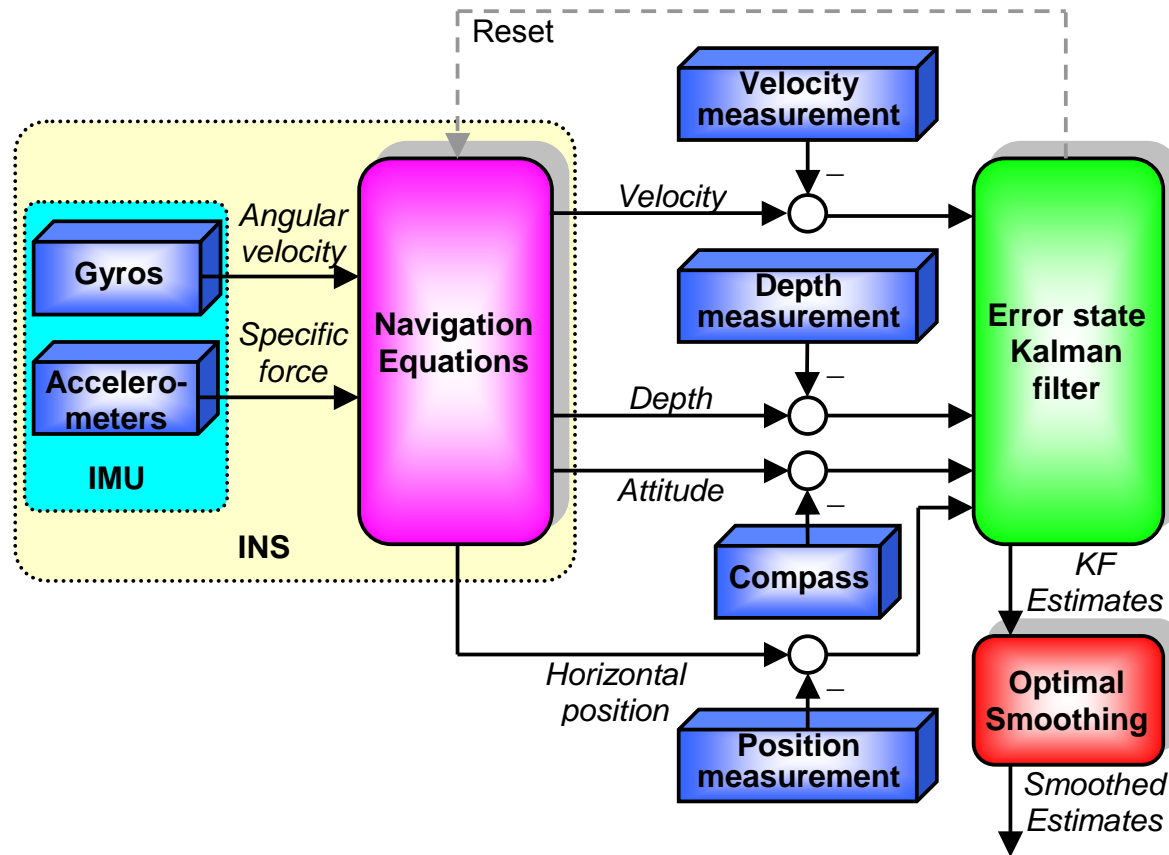 Reset
Velocity
measurement
Angular
velocity
Velocity
–
Gyros
Depth
measurement
Navigation
Equations
Error state
Kalman
filter
Specific
force
Accelero-
meters
–
Depth
IMU
Attitude
–
INS
Compass
KF
Estimates
Horizontal
position
–
Optimal
Smoothing
Position
measurement
Smoothed
Estimates